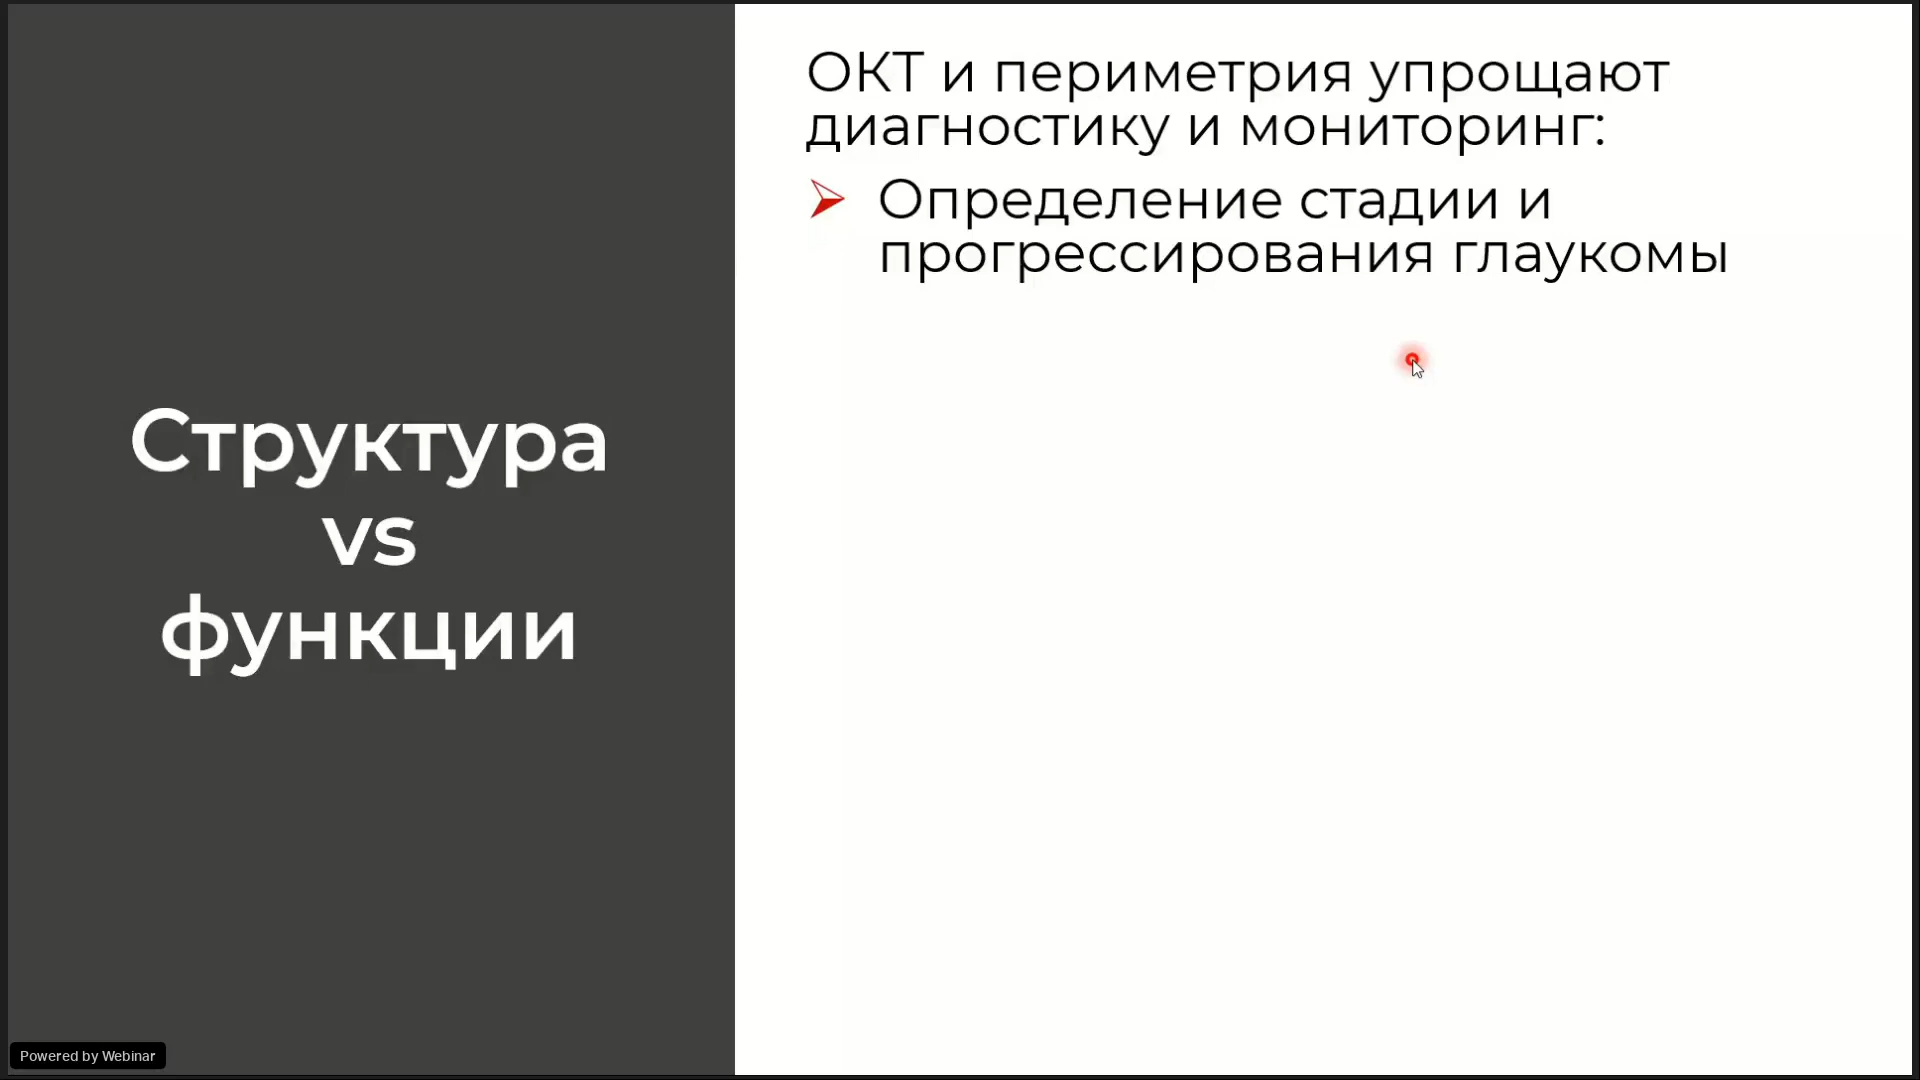 Структура
vs
функции
ОКТ и периметрия упрощают
диагностику и мониторинг:
Определение стадии и
прогрессирования глаукомы
Powered by Webinar